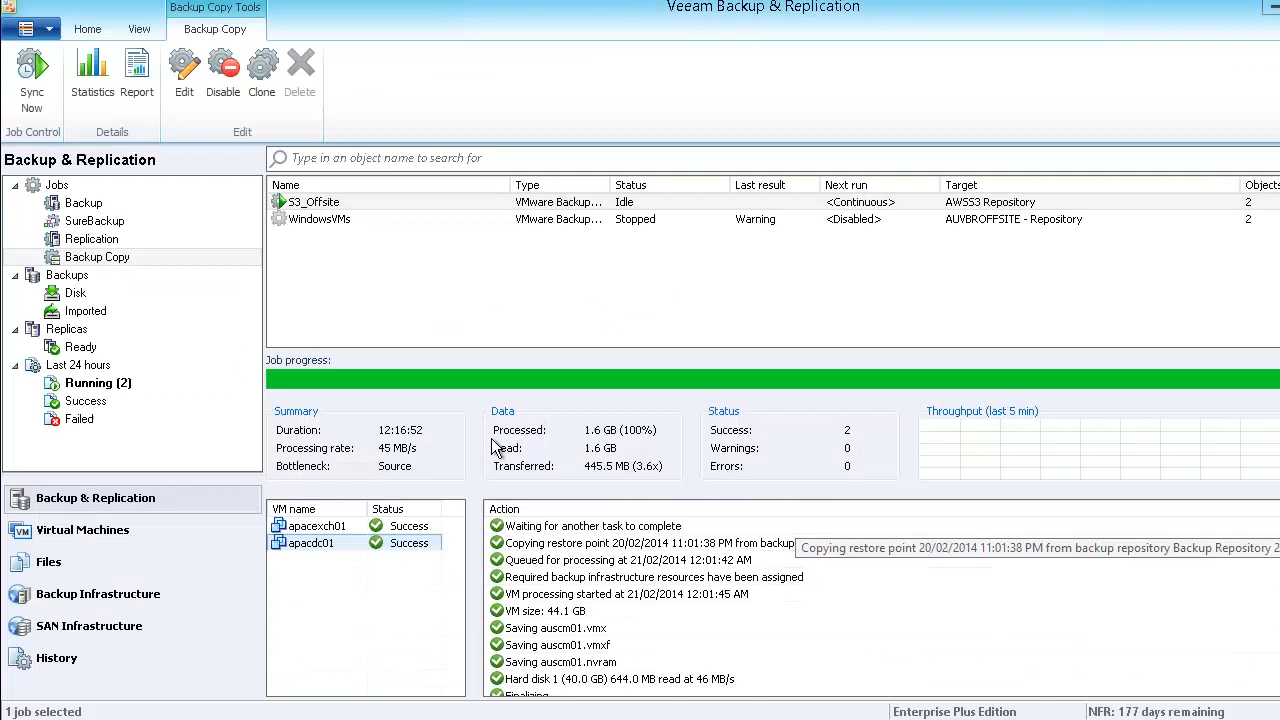 Backup Copy Tools
Veeam Backup & Replication
Home View Backup Copy
Sync Now
Statistics Report
Edit Disable Clone Delete
Job Control Details Edit
Backup & Replication
Type in an object name to search for
Jobs
Backup
SureBackup
Replication
Backup Copy
Backups
Disk
Imported
Replicas
Ready
Last 24 hours
Running (2)
Success
Failed
Name Type Status Last result Next run Target Object
S3_Offsite VMware Backup... Idle <Continuous> AWSS3 Repository 2
WindowsVMs VMware Backup... Stopped Warning <Disabled> AUVBROFFSITE - Repository 2
Job progress:
Summary
Duration: 12:16:52
Processing rate: 45 MB/s
Bottleneck: Source
Data
Processed: 1.6 GB (100%)
Read: 1.6 GB
Transferred: 445.5 MB (3.6x)
Status
Success: 2
Warnings: 0
Errors: 0
Throughput (last 5 min)
Backup & Replication
Virtual Machines
Files
Backup Infrastructure
SAN Infrastructure
History
VM name Status
apacexch01 Success
apacdc01 Success
Action
Waiting for another task to complete
Copying restore point 20/02/2014 11:01:38 PM from backup
Copying restore point 20/02/2014 11:01:38 PM from backup repository Backup Repository 2
Queued for processing at 21/02/2014 11:01:42 AM
Required backup infrastructure resources have been assigned
VM processing started at 21/02/2014 11:01:45 AM
VM size: 44.1 GB
Saving auscm01.vmx
Saving auscm01.vmxf
Saving auscm01.nvram
Hard disk 1 (40.0 GB) 644.0 MB read at 46 MB/s
Finalizing
1 job selected
Enterprise Plus Edition
NFR: 177 days remaining